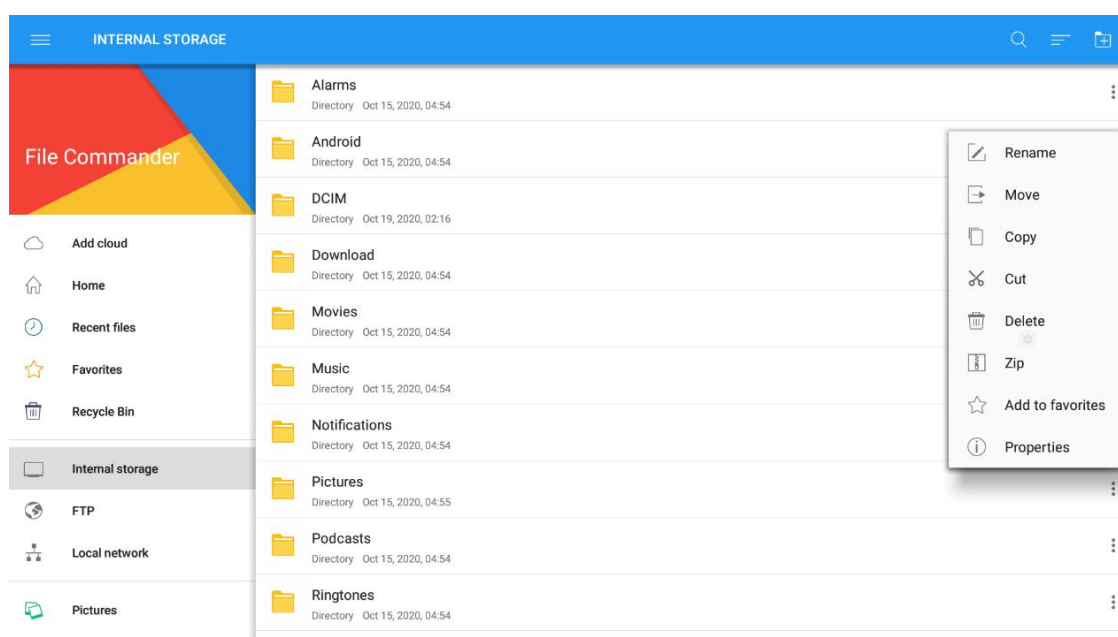 INTERNAL STORAGE
File Commander
Add cloud
Home
Recent files
Favorites
Recycle Bin
Internal storage
FTP
Local network
Pictures
Alarms
Directory Oct 15, 2020, 04:54
Android
Directory Oct 15, 2020, 04:54
DCIM
Directory Oct 19, 2020, 02:16
Download
Directory Oct 15, 2020, 04:54
Movies
Directory Oct 15, 2020, 04:54
Music
Directory Oct 15, 2020, 04:54
Notifications
Directory Oct 15, 2020, 04:54
Pictures
Directory Oct 15, 2020, 04:55
Podcasts
Directory Oct 15, 2020, 04:54
Ringtones
Directory Oct 15, 2020, 04:54
Rename
Move
Copy
Cut
Delete
Zip
Add to favorites
Properties